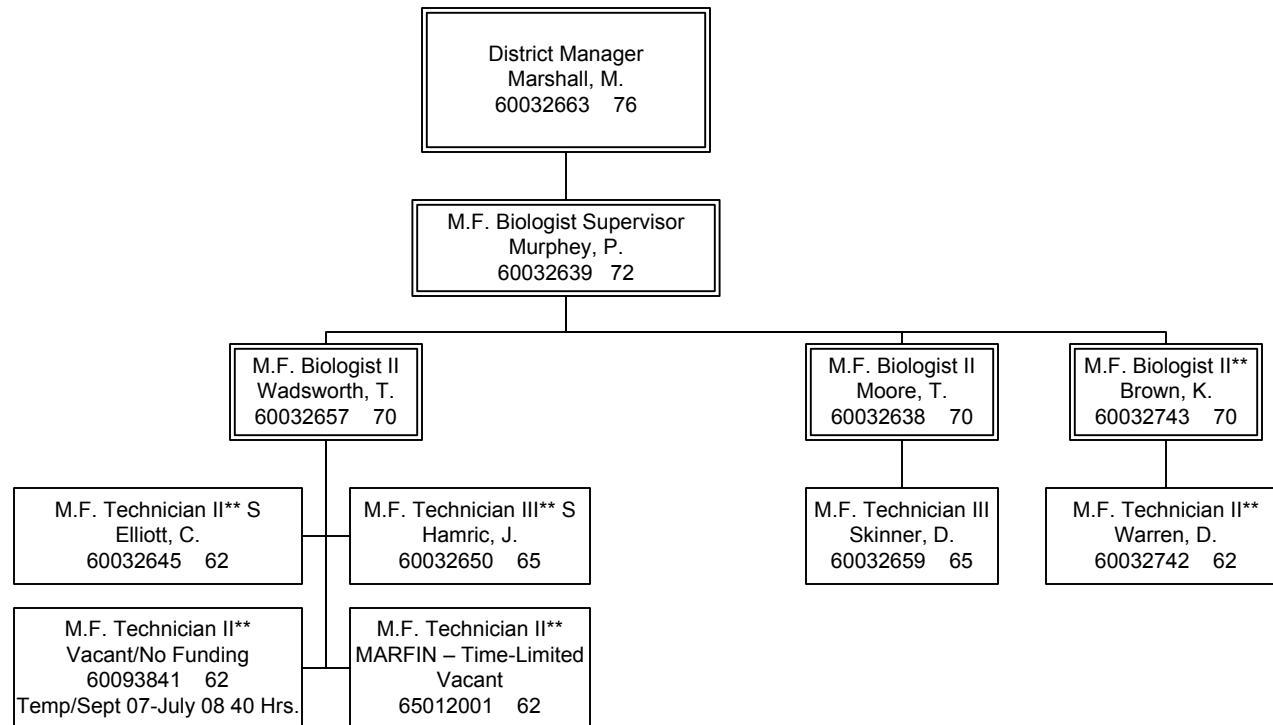 District Manager
Marshall, M.
60032663 76
M.F. Biologist Supervisor
Murphey, P.
60032639 72
M.F. Biologist II
Wadsworth, T.
60032657 70
M.F. Biologist II
Moore, T.
60032638 70
M.F. Biologist II**
Brown, K.
60032743 70
M.F. Technician II** S
Elliott, C.
60032645 62
M.F. Technician III** S
Hamric, J.
60032650 65
M.F. Technician III
Skinner, D.
60032659 65
M.F. Technician II**
Warren, D.
60032742 62
M.F. Technician II**
Vacant/No Funding
60093841 62
Temp/Sept 07-July 08 40 Hrs.
M.F. Technician II**
MARFIN – Time-Limited
Vacant
65012001 62